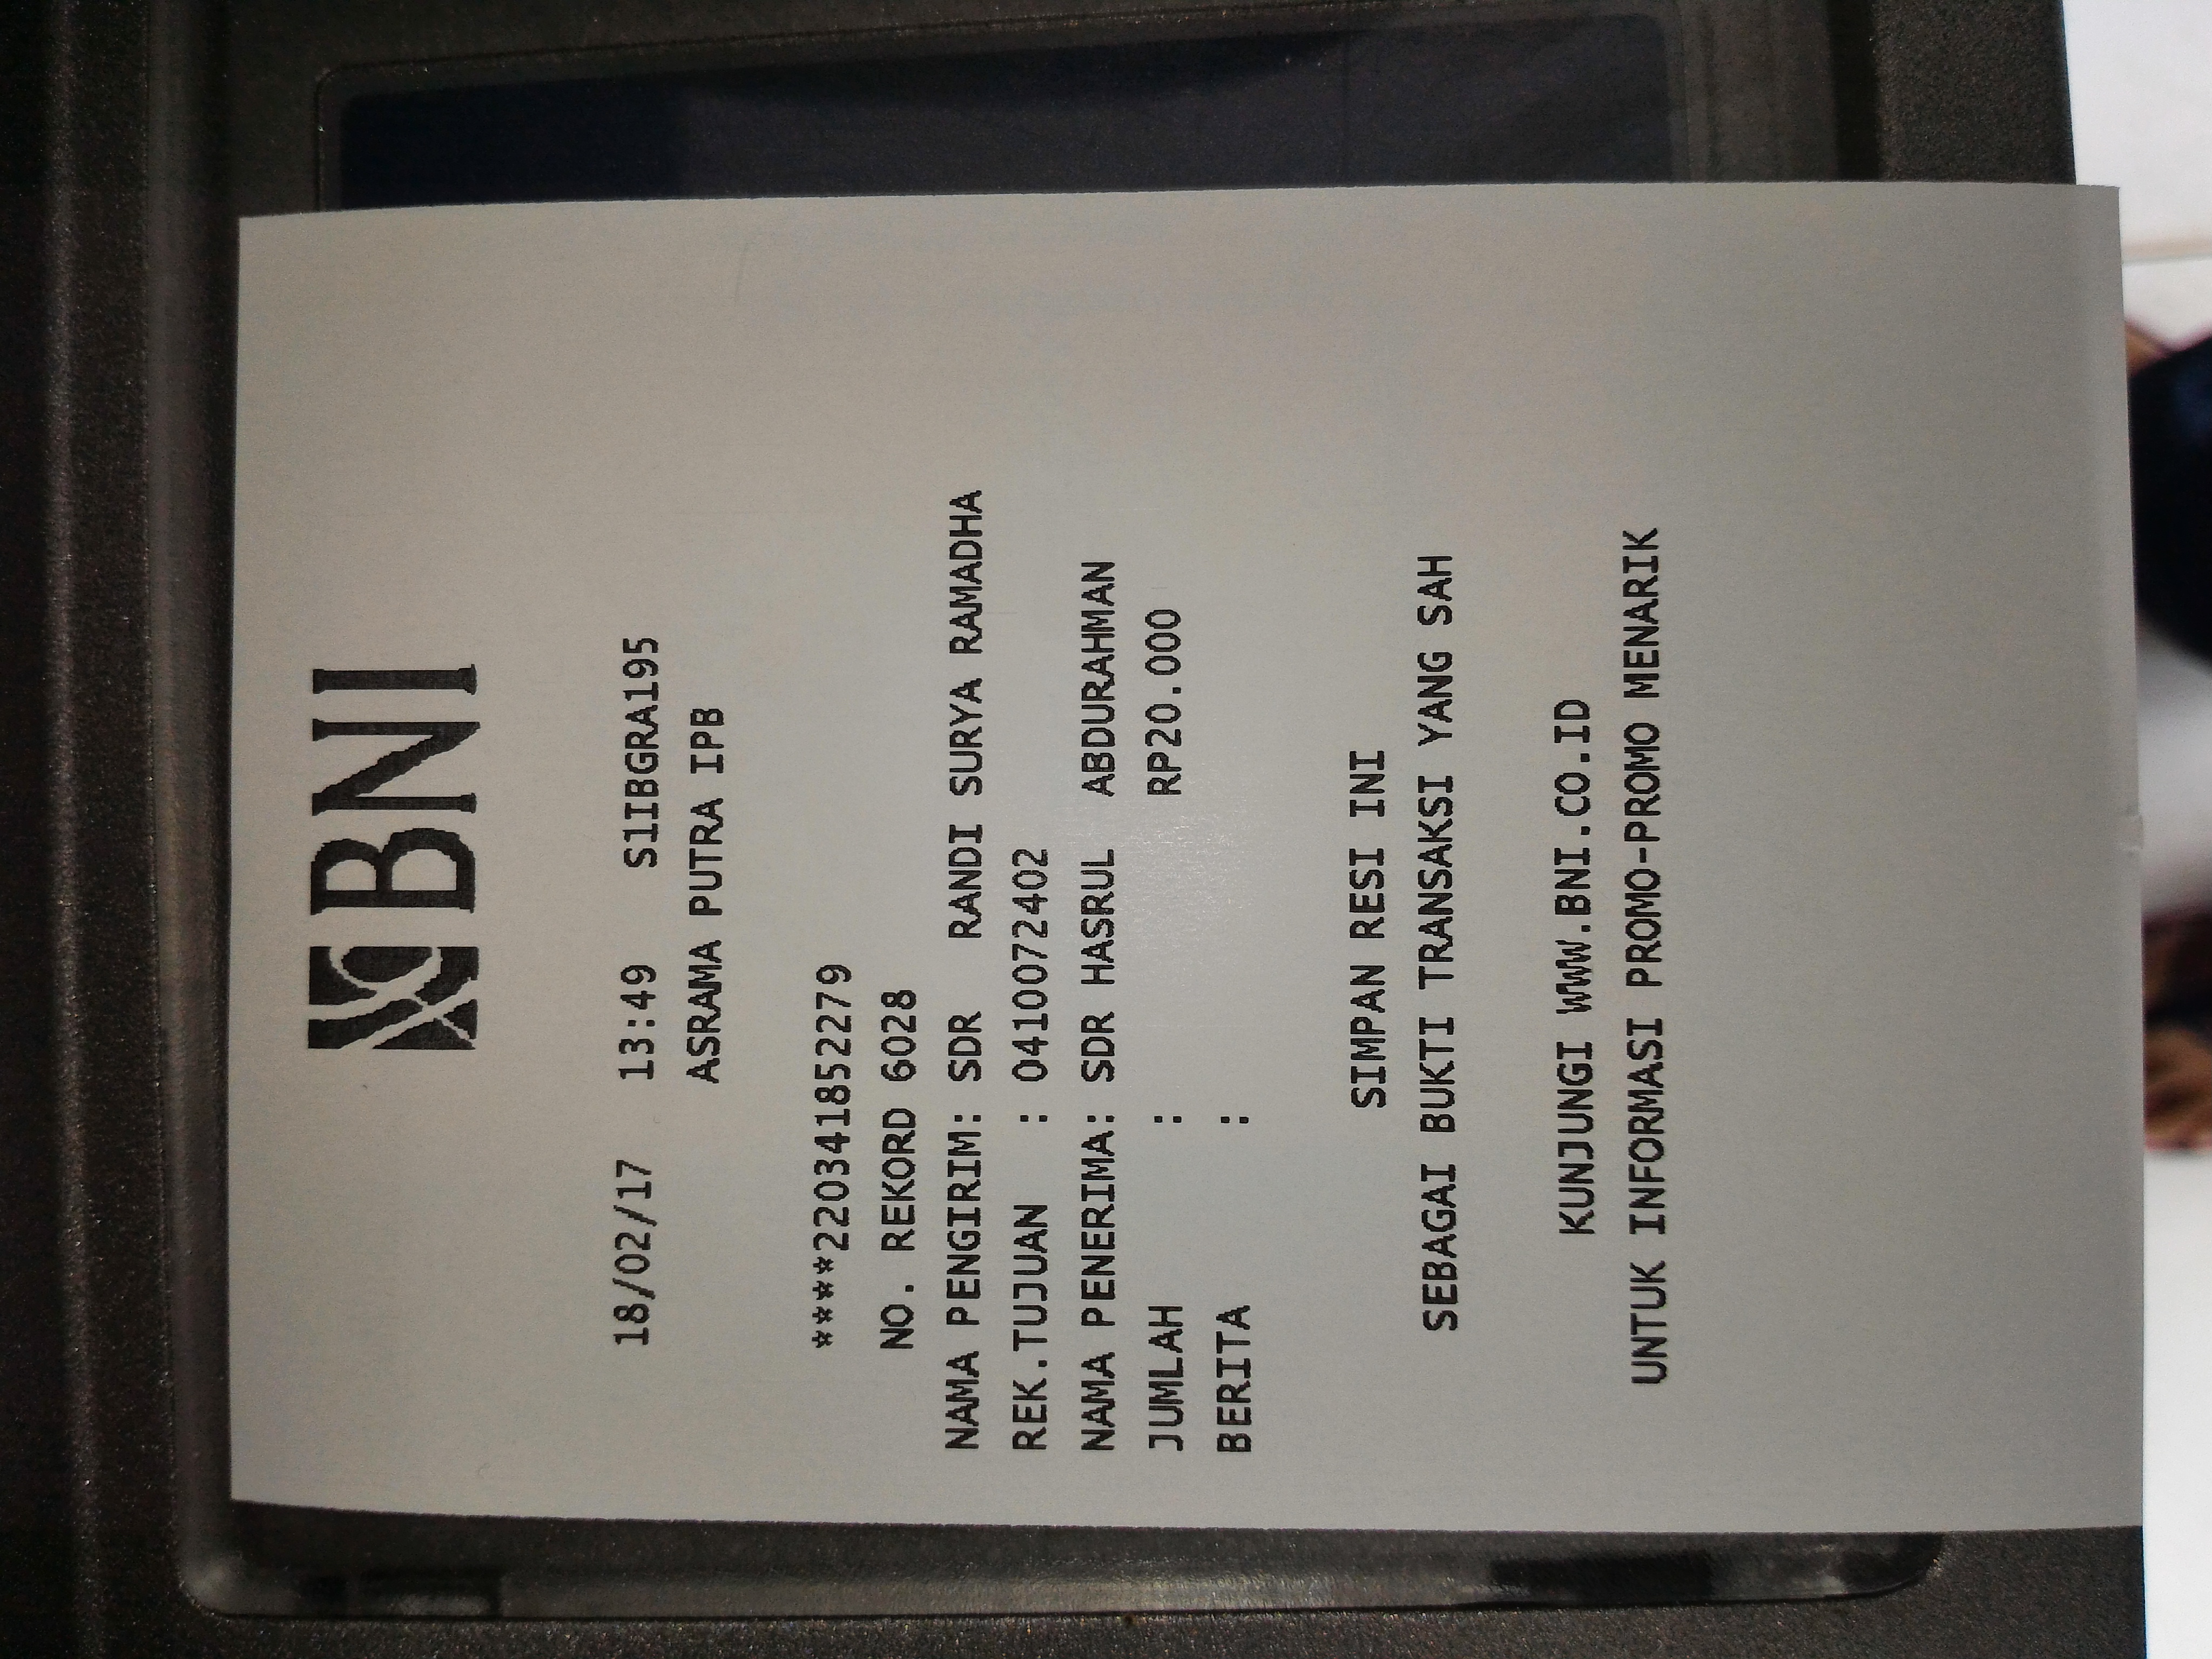 BNI
18/02/17 13:49 S1IBGRA195
ASRAMA PUTRA IPB
****220341852279
NO. REKORD 6028
NAMA PENGIRIM: SDR RANDI SURYA RAMADHA
REK.TUJUAN : 0410072402
NAMA PENERIMA: SDR HASRUL ABDURAHMAN
JUMLAH : RP20.000
BERITA :
SIMPAN RESI INI
SEBAGAI BUKTI TRANSAKSI YANG SAH
KUNJUNGI WWW.BNI.CO.ID
UNTUK INFORMASI PROMO-PROMO MENARIK